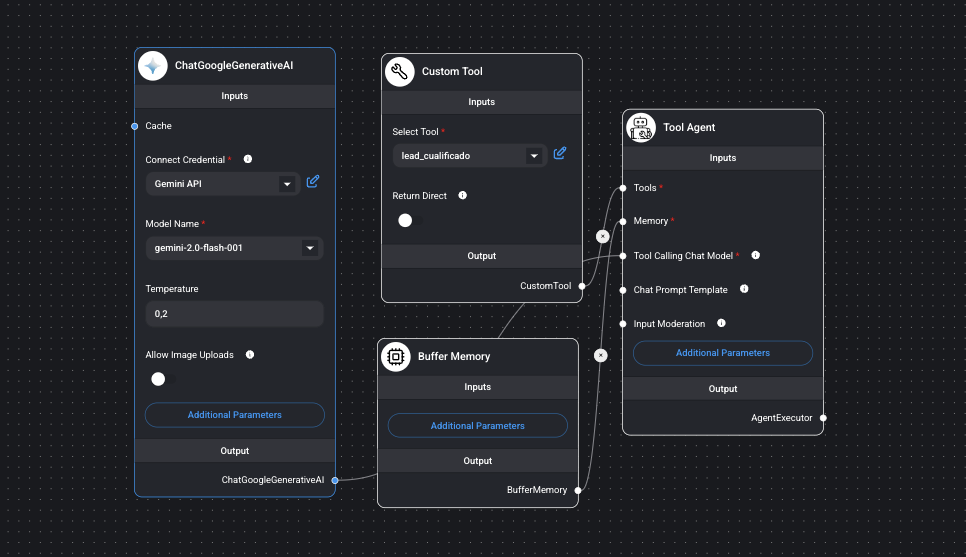 ChatGoogleGenerativeAI
Inputs
Cache
Connect Credential *
Gemini API
Model Name *
gemini-2.0-flash-001
Temperature
0,2
Allow Image Uploads
Additional Parameters
Output
ChatGoogleGenerativeAI
Custom Tool
Inputs
Select Tool *
lead_cualificado
Return Direct
Output
CustomTool
Buffer Memory
Inputs
Additional Parameters
Output
BufferMemory
Tool Agent
Inputs
Tools *
Memory *
Tool Calling Chat Model *
Chat Prompt Template
Input Moderation
Additional Parameters
Output
AgentExecutor